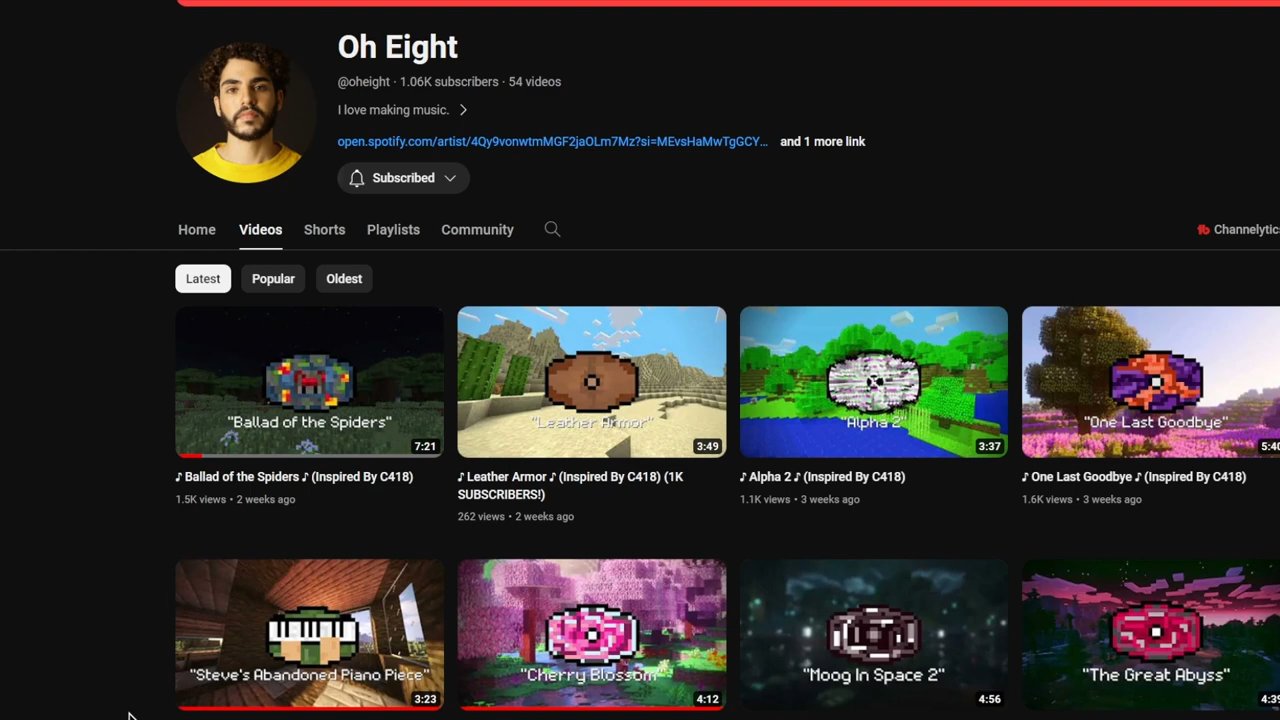 Oh Eight
@oheight · 1.06K subscribers · 54 videos
I love making music.
open.spotify.com/artist/4Qy9vonwtmMGF2jaOLm7Mz?si=MEvsHaMwTgGCY... and 1 more link
Subscribed
Home Videos Shorts Playlists Community
Channelytics
Latest Popular Oldest
"Ballad of the Spiders" 7:21
"Leather Armor" 3:49
"Alpha 2" 3:37
"One Last Goodbye" 5:40
♪ Ballad of the Spiders ♪ (Inspired By C418)
1.5K views • 2 weeks ago
♪ Leather Armor ♪ (Inspired By C418) (1K
SUBSCRIBERS!)
262 views • 2 weeks ago
♪ Alpha 2 ♪ (Inspired By C418)
1.1K views • 3 weeks ago
♪ One Last Goodbye ♪ (Inspired By C418)
1.6K views • 3 weeks ago
"Steve's Abandoned Piano Piece" 3:23
"Cherry Blossom" 4:12
"Moog In Space 2" 4:56
"The Great Abyss" 4:39